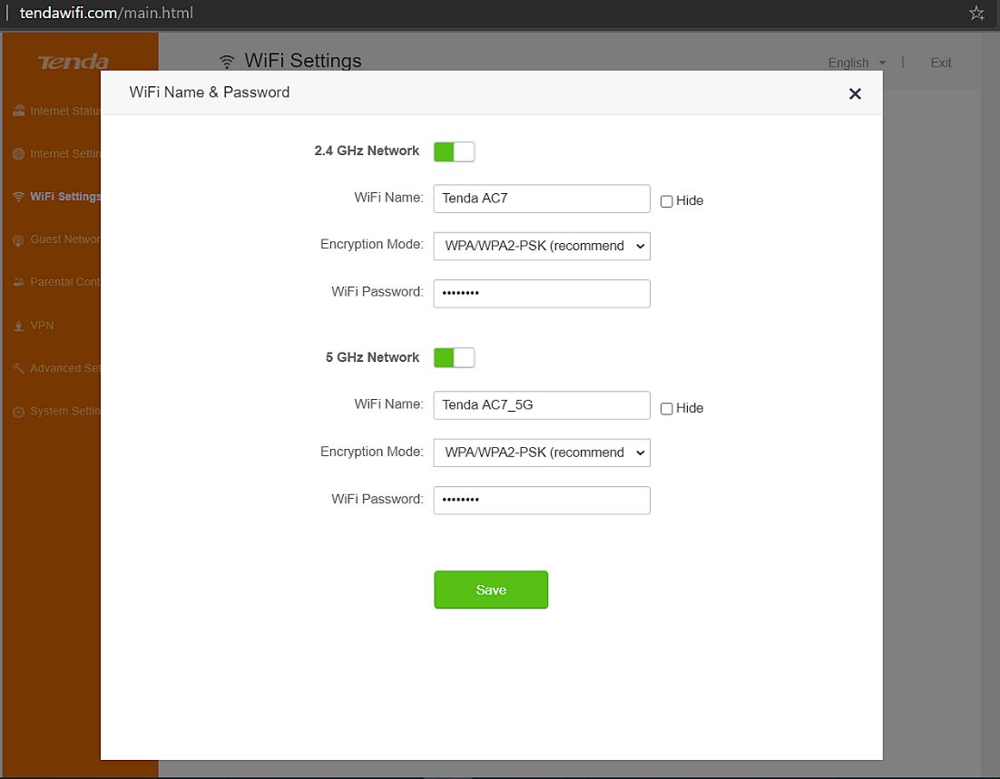 tendawifi.com/main.html
Tenda
WiFi Settings
English
Exit
WiFi Name & Password
Internet Status
Internet Settin
WiFi Settings
Guest Networ
Parental Cont
VPN
Advanced Set
System Settin
2.4 GHz Network
WiFi Name: Tenda AC7 Hide
Encryption Mode: WPA/WPA2-PSK (recommend
WiFi Password: ••••••••
5 GHz Network
WiFi Name: Tenda AC7_5G Hide
Encryption Mode: WPA/WPA2-PSK (recommend
WiFi Password: ••••••••
Save